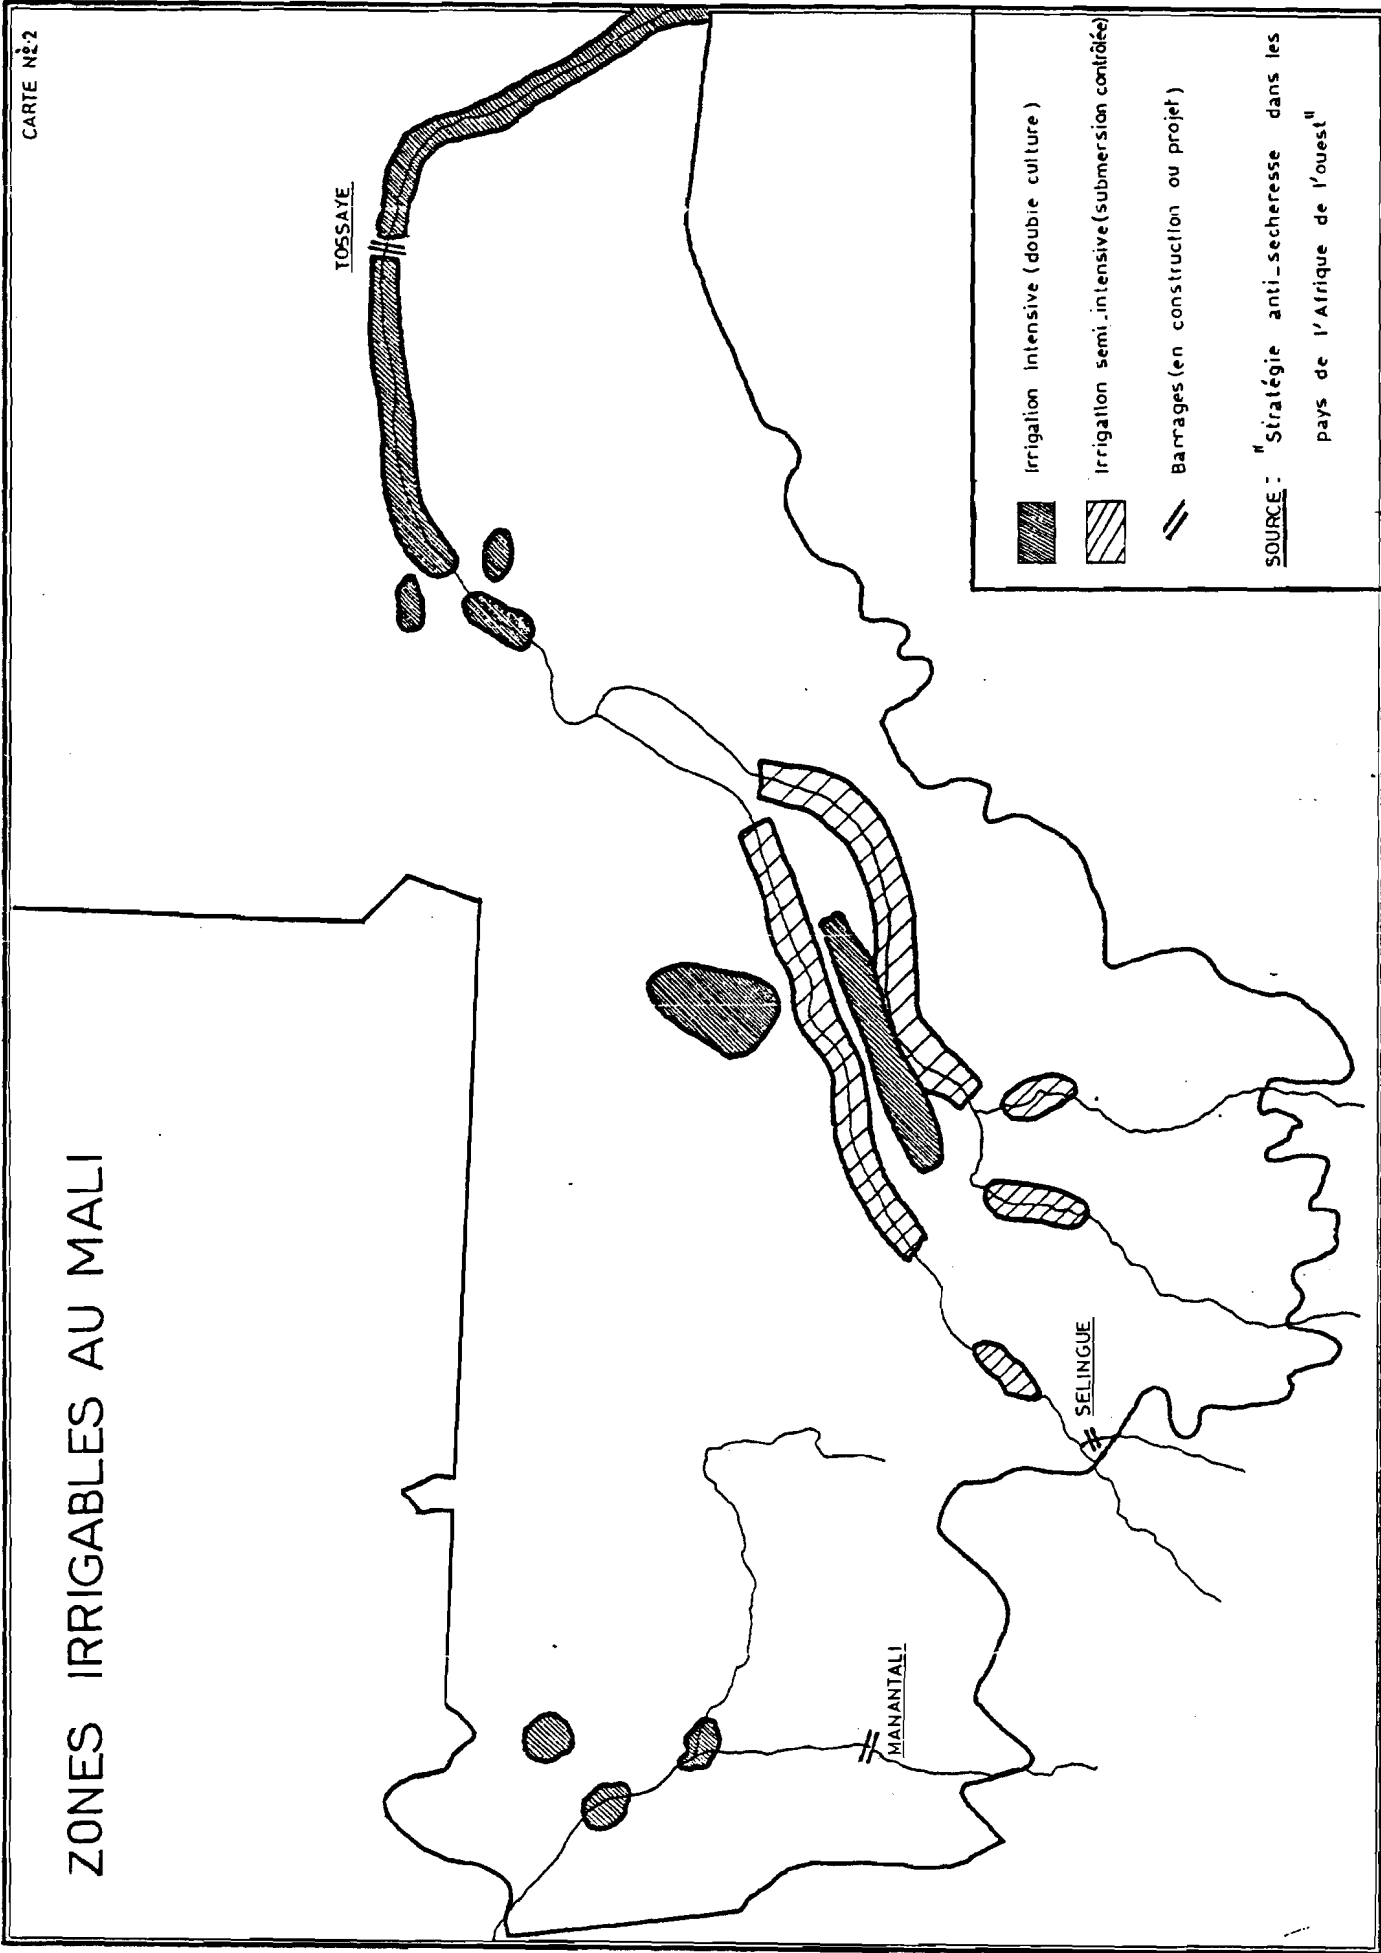 CARTE Nº-2
ZONES IRRIGABLES AU MALI
TOSSAYE
SELINGUE
MANANTALI
Irrigation intensive (double culture)
Irrigation semi-intensive (submersion contrôlée)
Barrages (en construction ou projet)
SOURCE: "Stratégie anti-secheresse dans les
pays de l'Afrique de l'ouest"